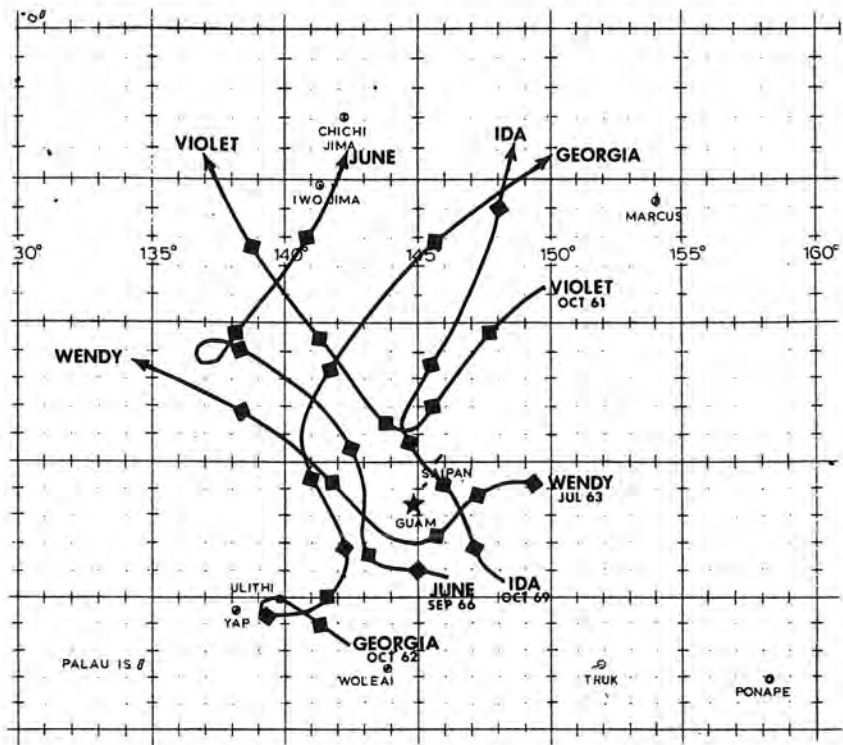 CHICHI
JIMA
VIOLET
JUNE
IDA
GEORGIA
IWO JIMA
MARCUS
30°
135°
140°
145°
150°
155°
160°
VIOLET
OCT 61
WENDY
SAIPAN
WENDY
JUL 63
GUAM
ULITHI
YAP
JUNE
SEP 66
IDA
OCT 69
GEORGIA
OCT 62
PALAU IS
WOLEAI
TRUK
PONAPE